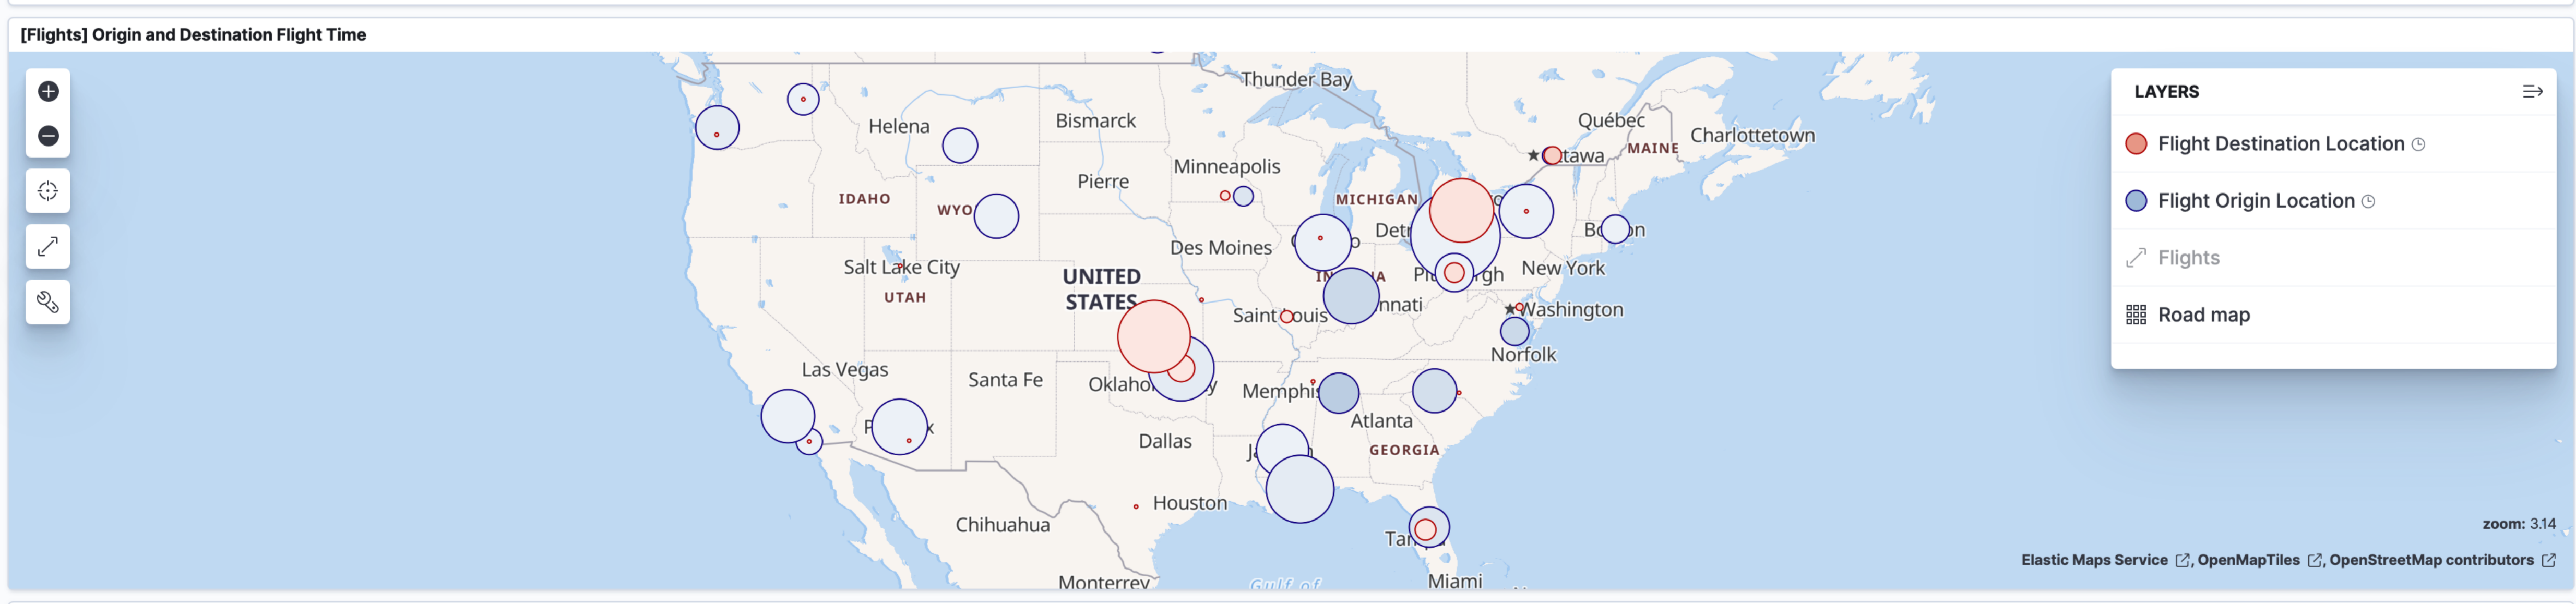 [Flights] Origin and Destination Flight Time
Thunder Bay
Helena
Bismarck
Québec
Charlottetown
MAINE
Minneapolis
Pierre
IDAHO
MICHIGAN
Des Moines
Salt Lake City
UTAH
UNITED
STATES
New York
Washington
Norfolk
Las Vegas
Santa Fe
Atlanta
GEORGIA
Dallas
Houston
Chihuahua
Monterrey
Miami
Gulf of
LAYERS
Flight Destination Location
Flight Origin Location
Flights
Road map
zoom: 3.14
Elastic Maps Service, OpenMapTiles, OpenStreetMap contributors